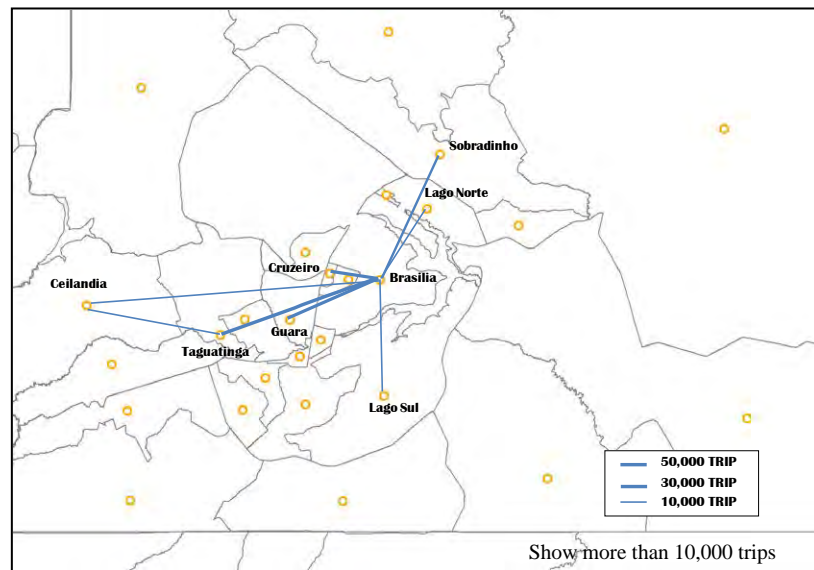 Sobradinho
Lago Norte
Cruzeiro
Brasilia
Ceilandia
Guara
Taguatinga
Lago Sul
50,000 TRIP
30,000 TRIP
10,000 TRIP
Show more than 10,000 trips